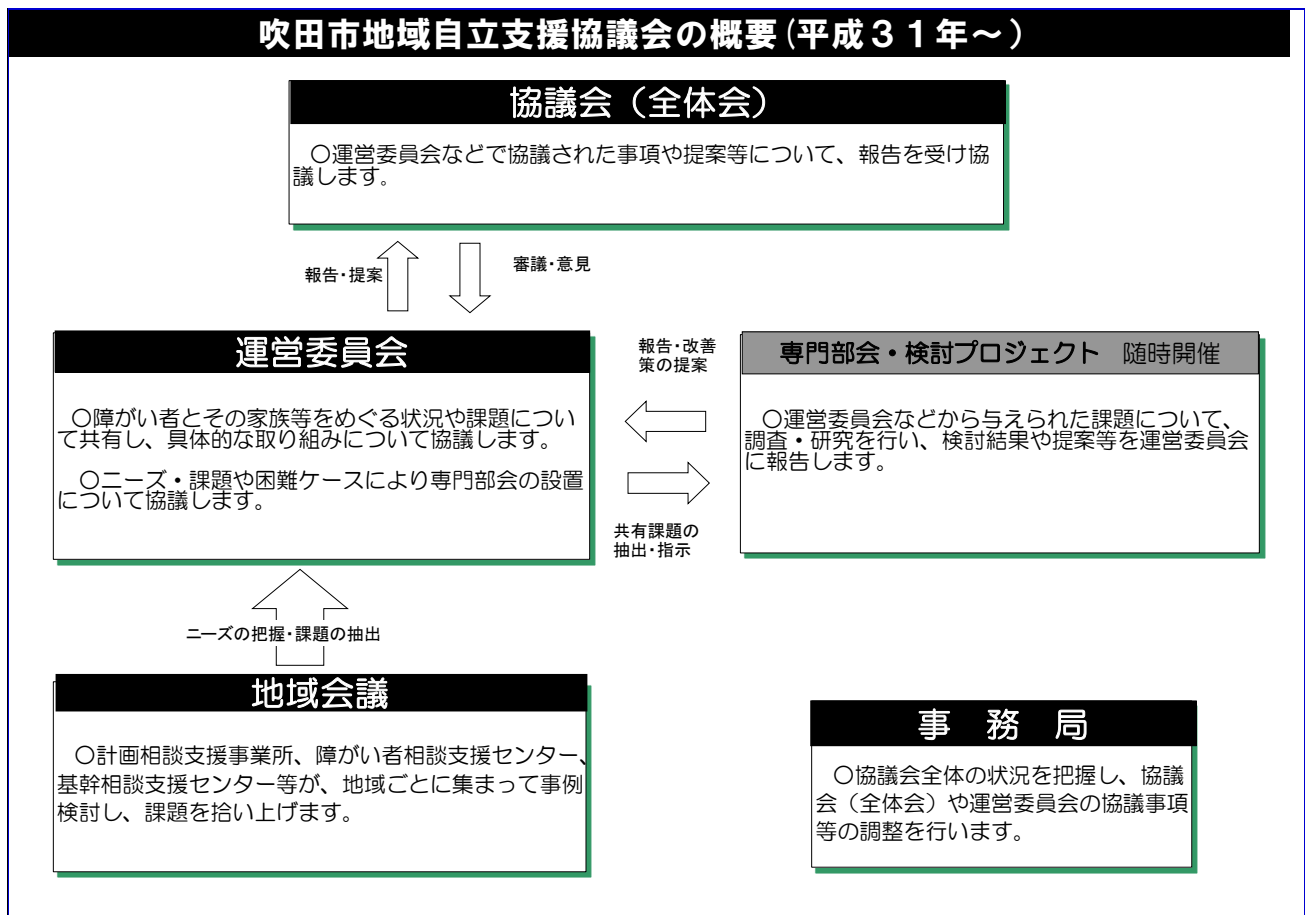 吹田市地域自立支援協議会の概要(平成３１年～)
協議会（全体会）
〇運営委員会などで協議された事項や提案等について、報告を受け協
議します。
報告・提案
審議・意見
運営委員会
〇障がい者とその家族等をめぐる状況や課題につい
て共有し、具体的な取り組みについて協議します。
〇ニーズ・課題や困難ケースにより専門部会の設置
について協議します。
報告・改善
策の提案
共有課題の
抽出・指示
専門部会・検討プロジェクト　随時開催
〇運営委員会などから与えられた課題について、
調査・研究を行い、検討結果や提案等を運営委員会
に報告します。
ニーズの把握・課題の抽出
地域会議
〇計画相談支援事業所、障がい者相談支援センター、
基幹相談支援センター等が、地域ごとに集まって事例
検討し、課題を拾い上げます。
事　務　局
〇協議会全体の状況を把握し、協議
会（全体会）や運営委員会の協議事項
等の調整を行います。